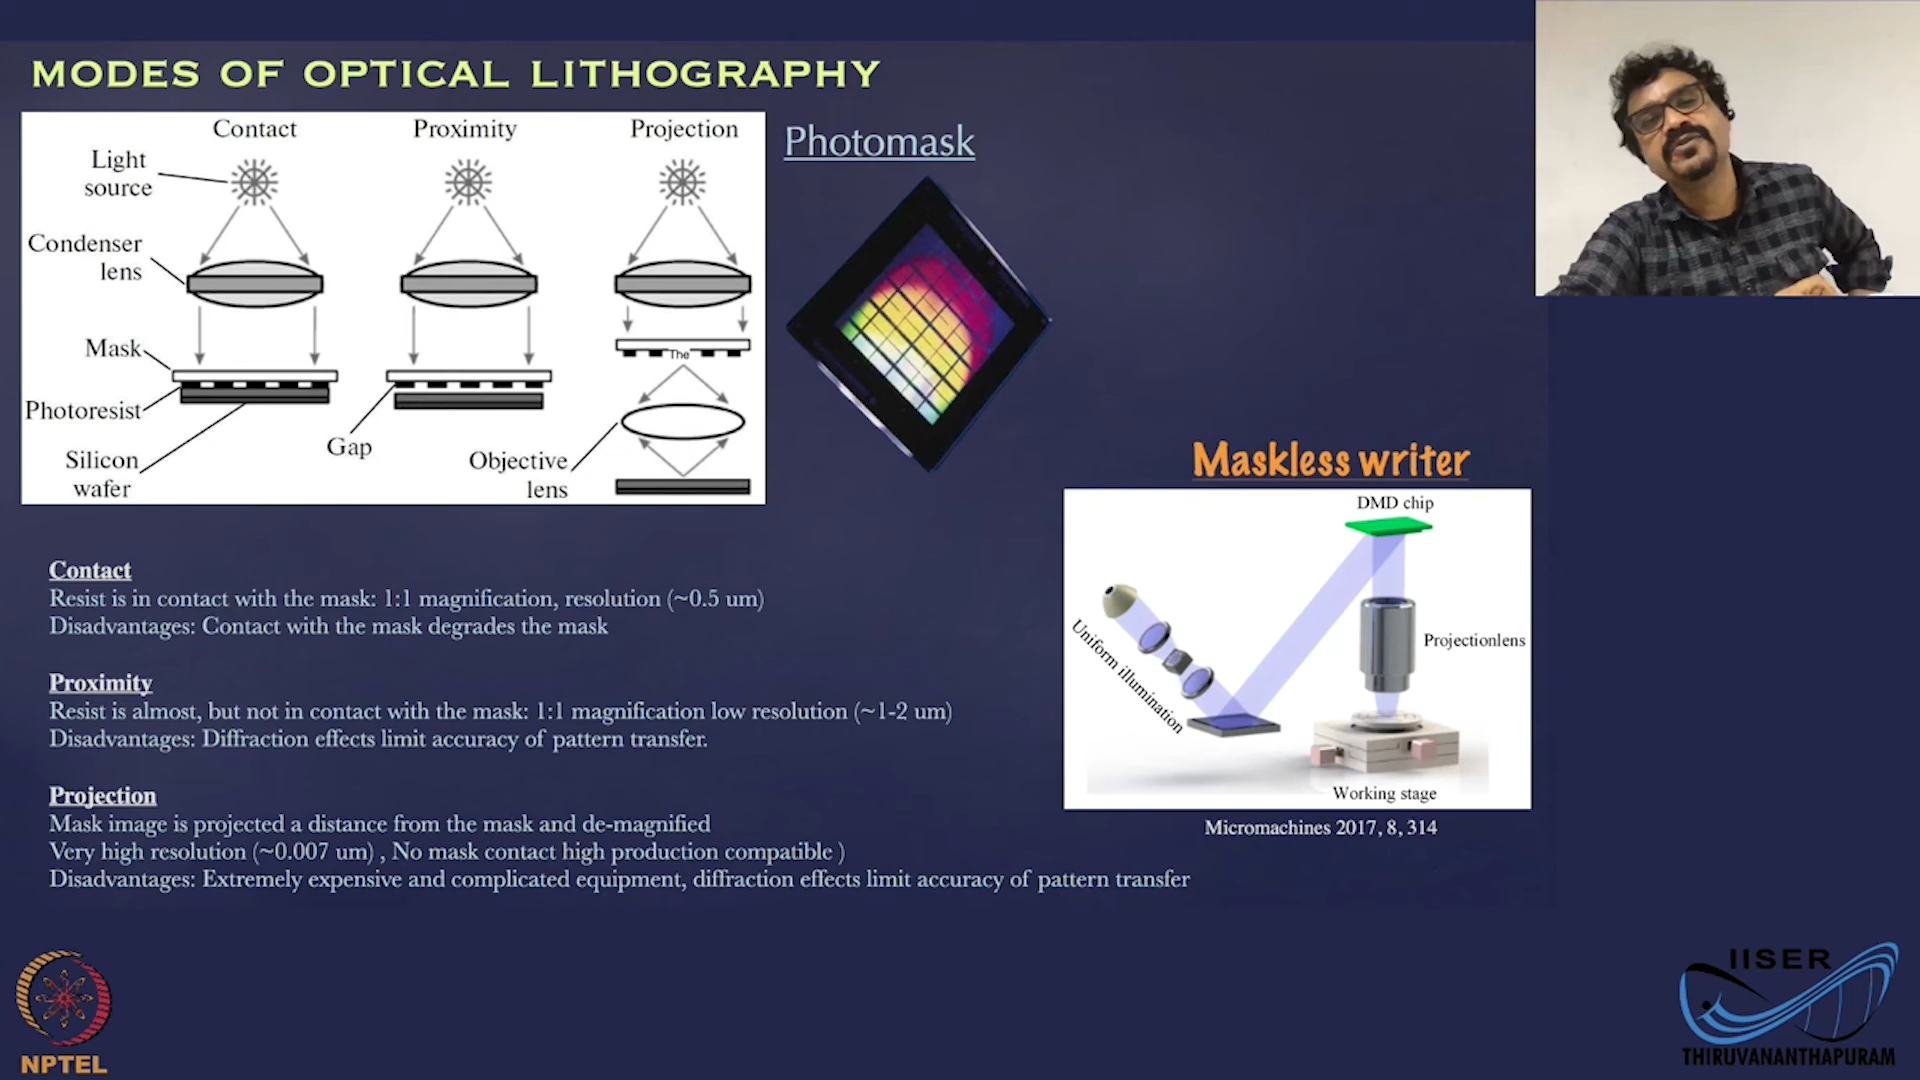 MODES OF OPTICAL LITHOGRAPHY
Contact
Proximity
Projection
Light
source
Condenser
lens
Mask
The
Photoresist
Gap
Silicon
wafer
Objective
lens
Photomask
Maskless writer
DMD chip
Uniform illumination
Projectionlens
Working stage
Micromachines 2017, 8, 314
Contact
Resist is in contact with the mask: 1:1 magnification, resolution (~0.5 um)
Disadvantages: Contact with the mask degrades the mask
Proximity
Resist is almost, but not in contact with the mask: 1:1 magnification low resolution (~1-2 um)
Disadvantages: Diffraction effects limit accuracy of pattern transfer.
Projection
Mask image is projected a distance from the mask and de-magnified
Very high resolution (~0.007 um) , No mask contact high production compatible )
Disadvantages: Extremely expensive and complicated equipment, diffraction effects limit accuracy of pattern transfer
NPTEL
IISER
THIRUVANANTHAPURAM